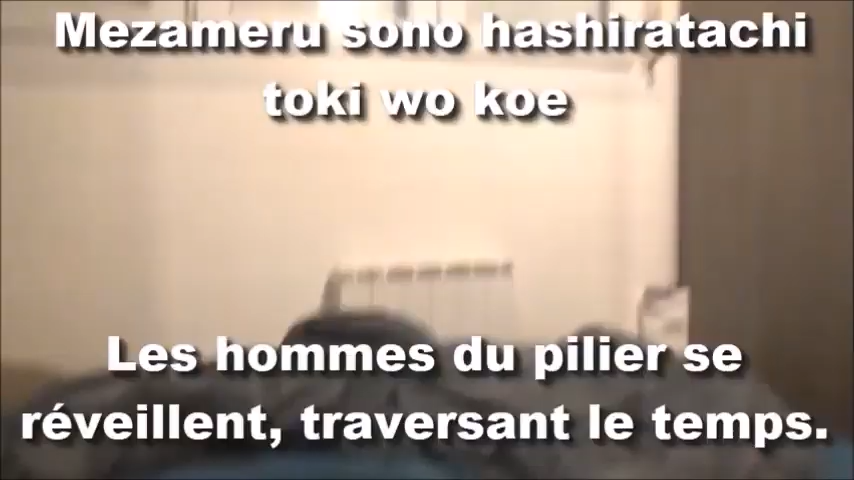 Mezameru sono hashiratachi
toki wo koe
Les hommes du pilier se
réveillent, traversant le temps.